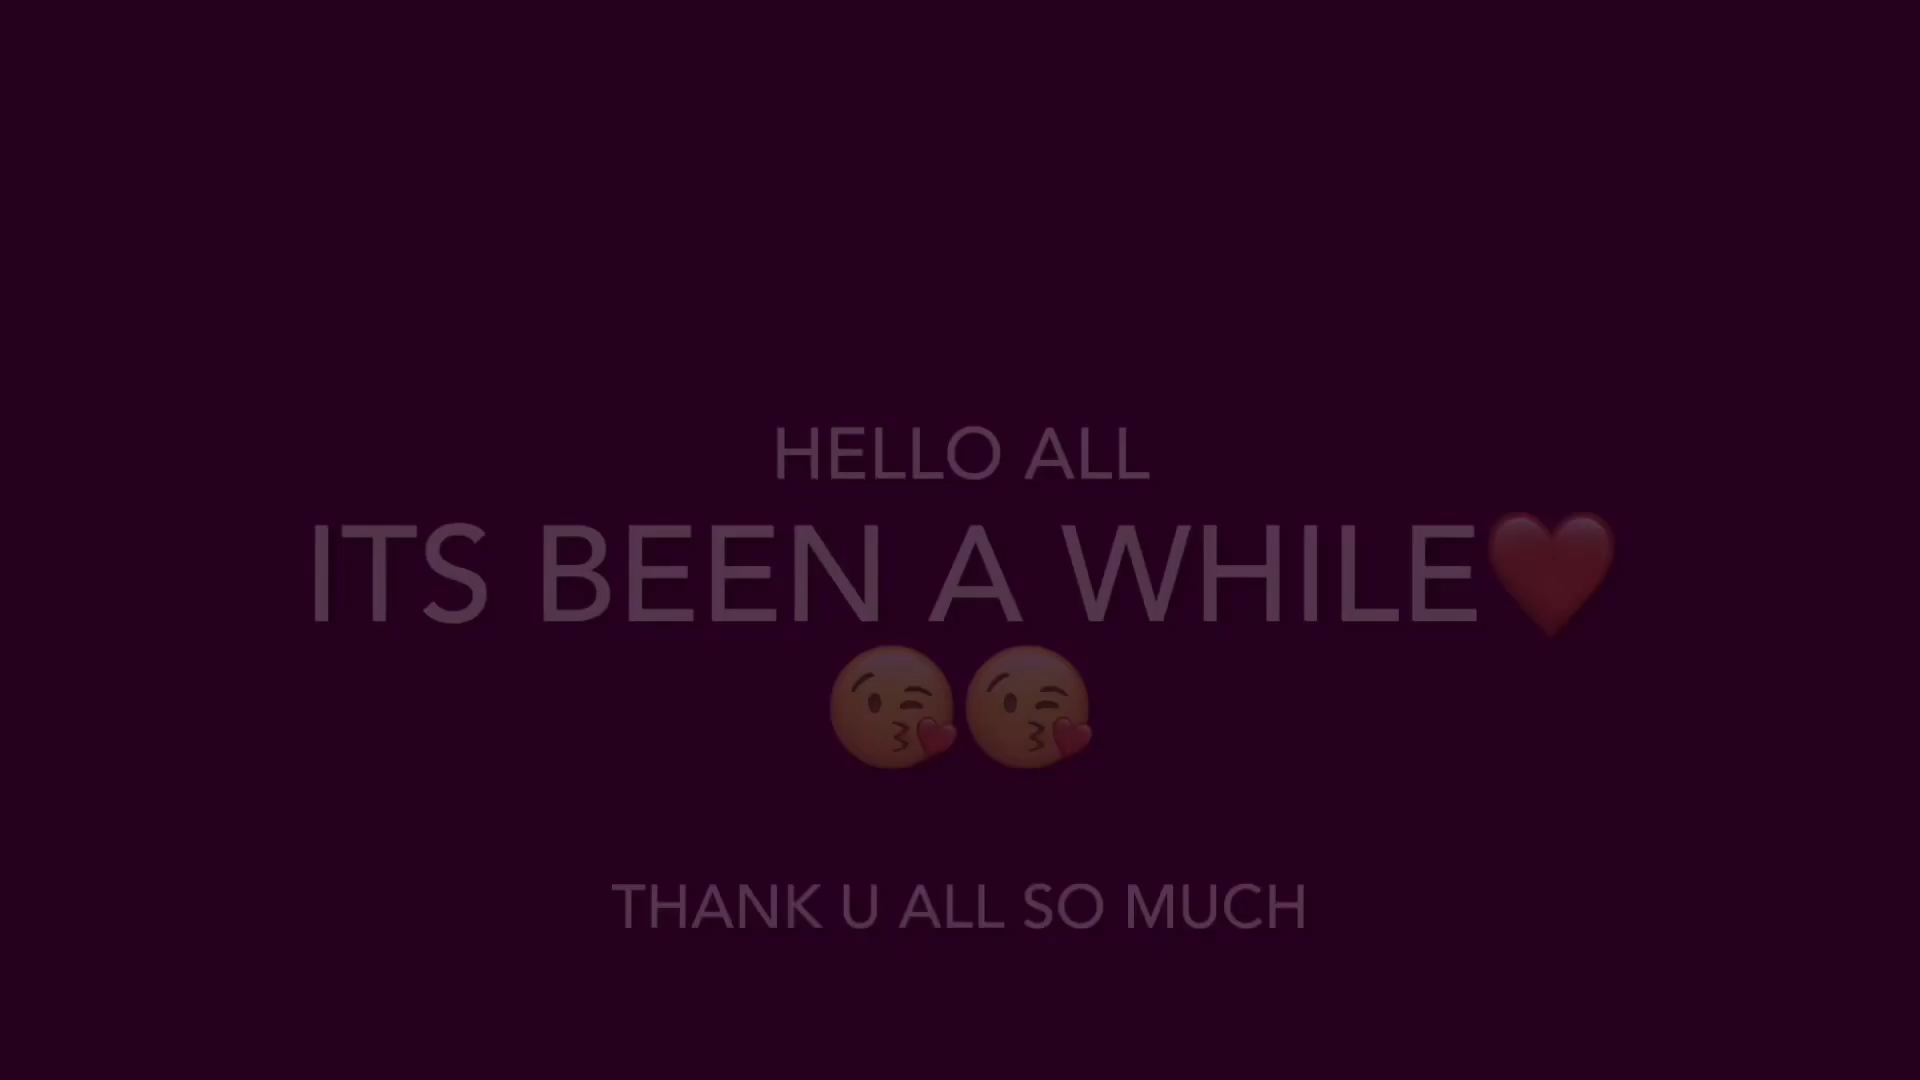 HELLO ALL
ITS BEEN A WHILE❤️
😘😘
THANK U ALL SO MUCH